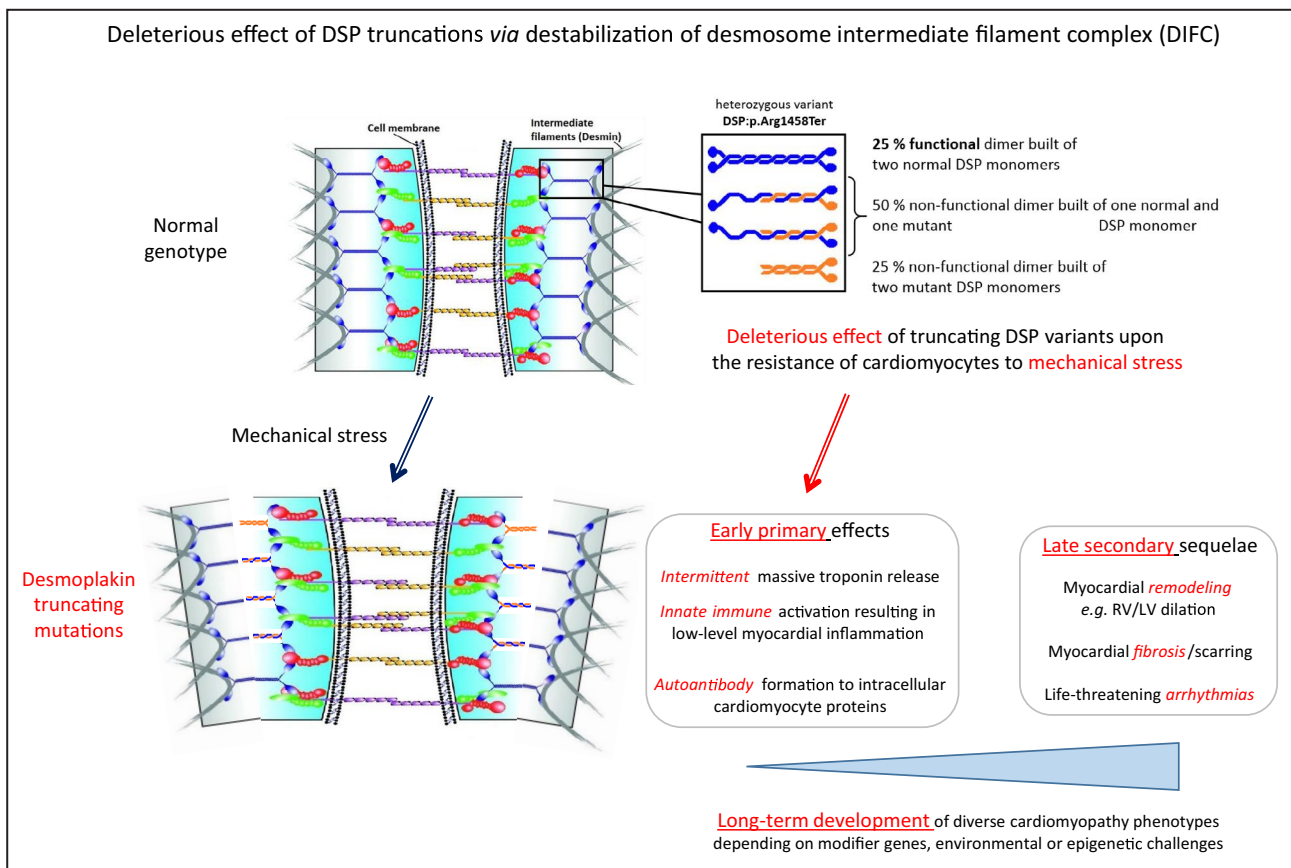 Deleterious effect of DSP truncations via destabilization of desmosome intermediate filament complex (DIFC)
Cell membrane
Intermediate
filaments (Desmin)
heterozygous variant
DSP:p.Arg1458Ter
25 % functional dimer built of
two normal DSP monomers
50 % non-functional dimer built of one normal and
one mutant DSP monomer
25 % non-functional dimer built of
two mutant DSP monomers
Normal
genotype
Deleterious effect of truncating DSP variants upon
the resistance of cardiomyocytes to mechanical stress
Mechanical stress
Desmoplakin
truncating
mutations
Early primary effects
Intermittent massive troponin release
Innate immune activation resulting in
low-level myocardial inflammation
Autoantibody formation to intracellular
cardiomyocyte proteins
Late secondary sequelae
Myocardial remodeling
e.g. RV/LV dilation
Myocardial fibrosis/scarring
Life-threatening arrhythmias
Long-term development of diverse cardiomyopathy phenotypes
depending on modifier genes, environmental or epigenetic challenges